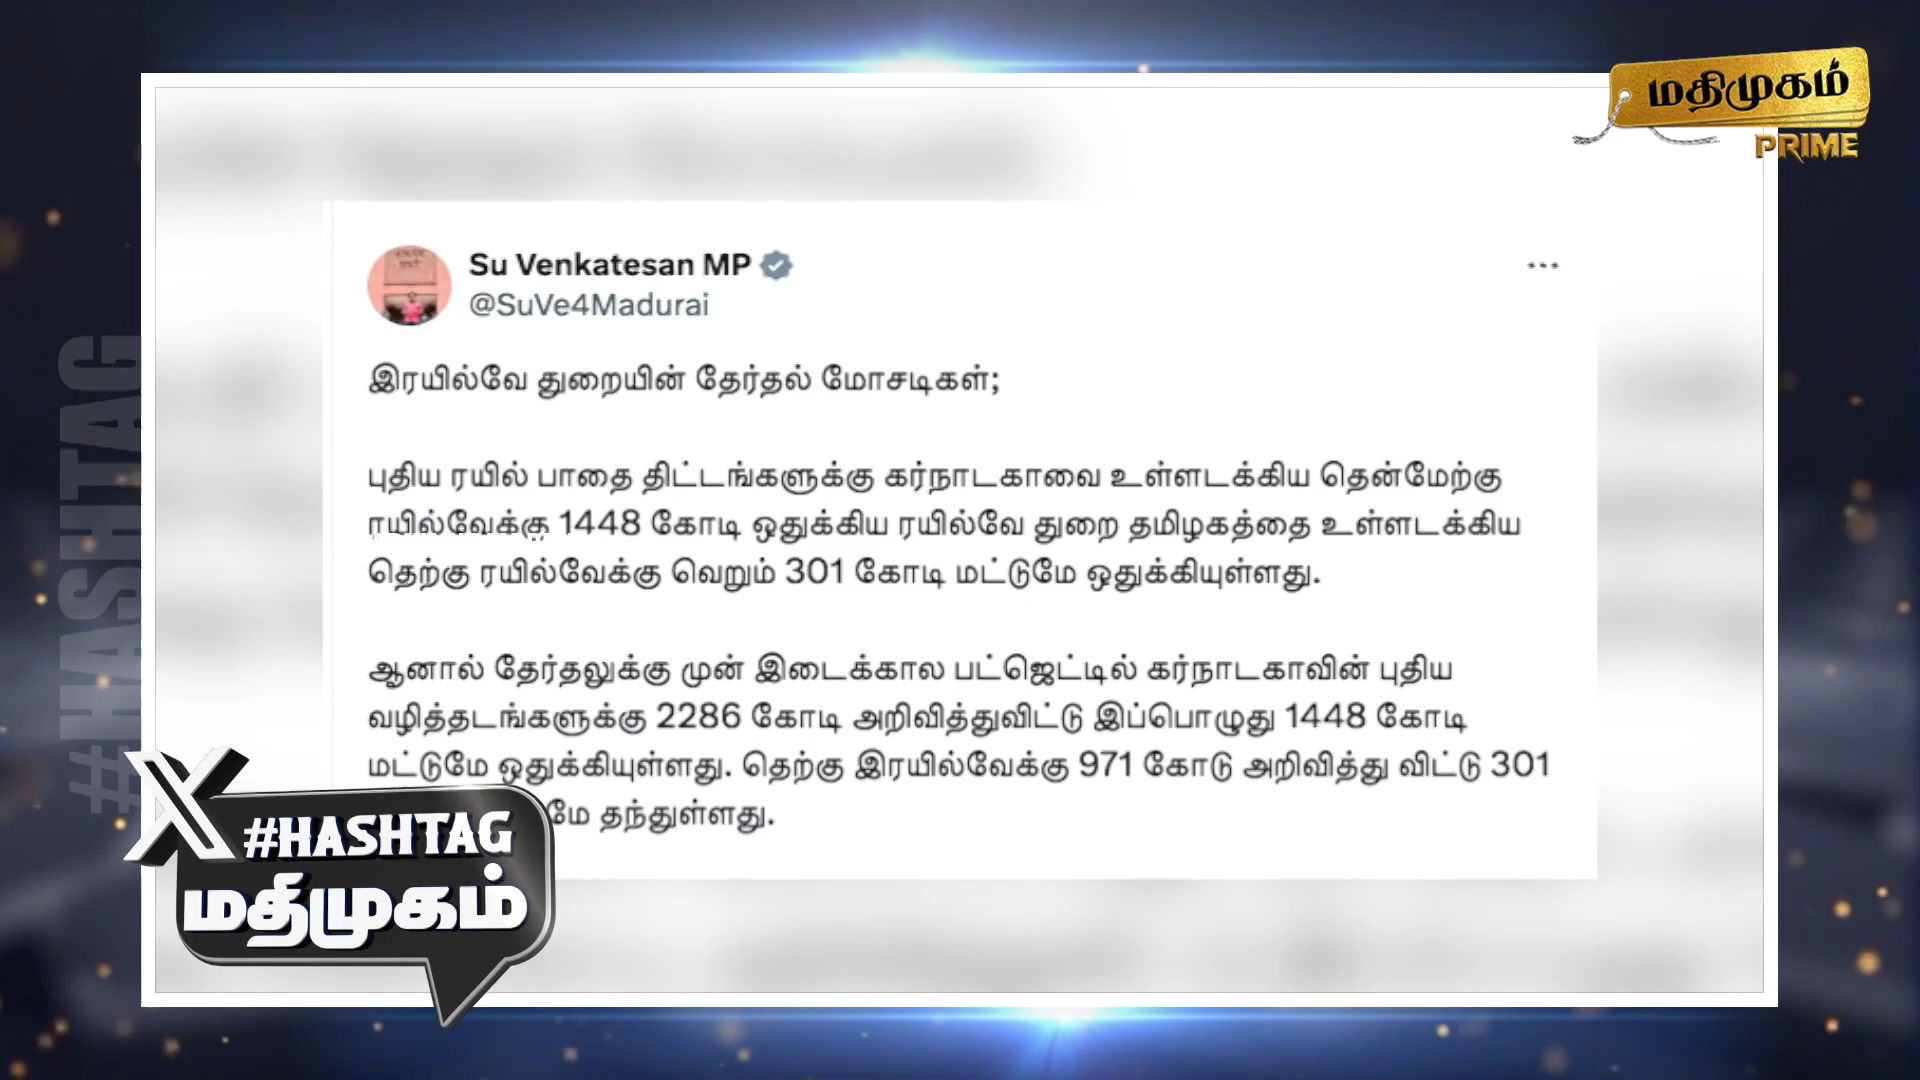 மதிமுகம்
PRIME
Su Venkatesan MP
@SuVe4Madurai
இரயில்வே துறையின் தேர்தல் மோசடிகள்;
புதிய ரயில் பாதை திட்டங்களுக்கு கர்நாடகாவை உள்ளடக்கிய தென்மேற்கு
ரயில்வேக்கு 1448 கோடி ஒதுக்கிய ரயில்வே துறை தமிழகத்தை உள்ளடக்கிய
தெற்கு ரயில்வேக்கு வெறும் 301 கோடி மட்டுமே ஒதுக்கியுள்ளது.
ஆனால் தேர்தலுக்கு முன் இடைக்கால பட்ஜெட்டில் கர்நாடகாவின் புதிய
வழித்தடங்களுக்கு 2286 கோடி அறிவித்துவிட்டு இப்பொழுது 1448 கோடி
மட்டுமே ஒதுக்கியுள்ளது. தெற்கு இரயில்வேக்கு 971 கோடு அறிவித்து விட்டு 301
மே தந்துள்ளது.
#HASHTAG
X #HASHTAG
மதிமுகம்